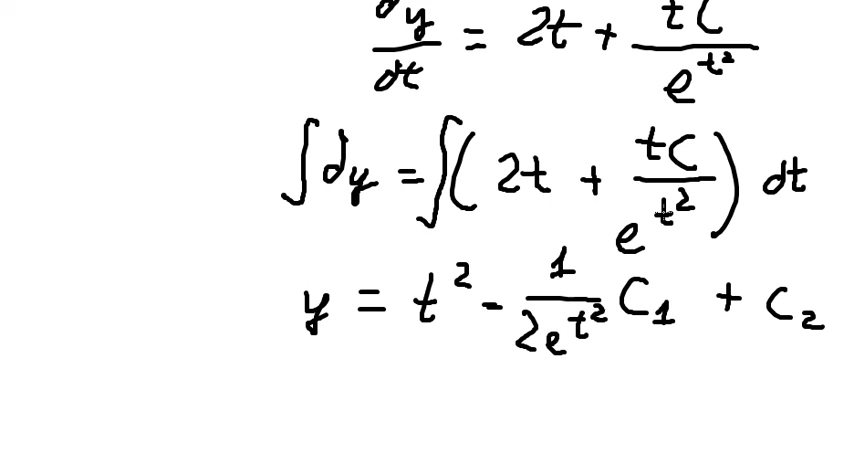 dy/dt = 2t + tC/e^t²
∫dy = ∫(2t + tC/e^t²) dt
y = t² - 1/2e^t² C₁ + C₂